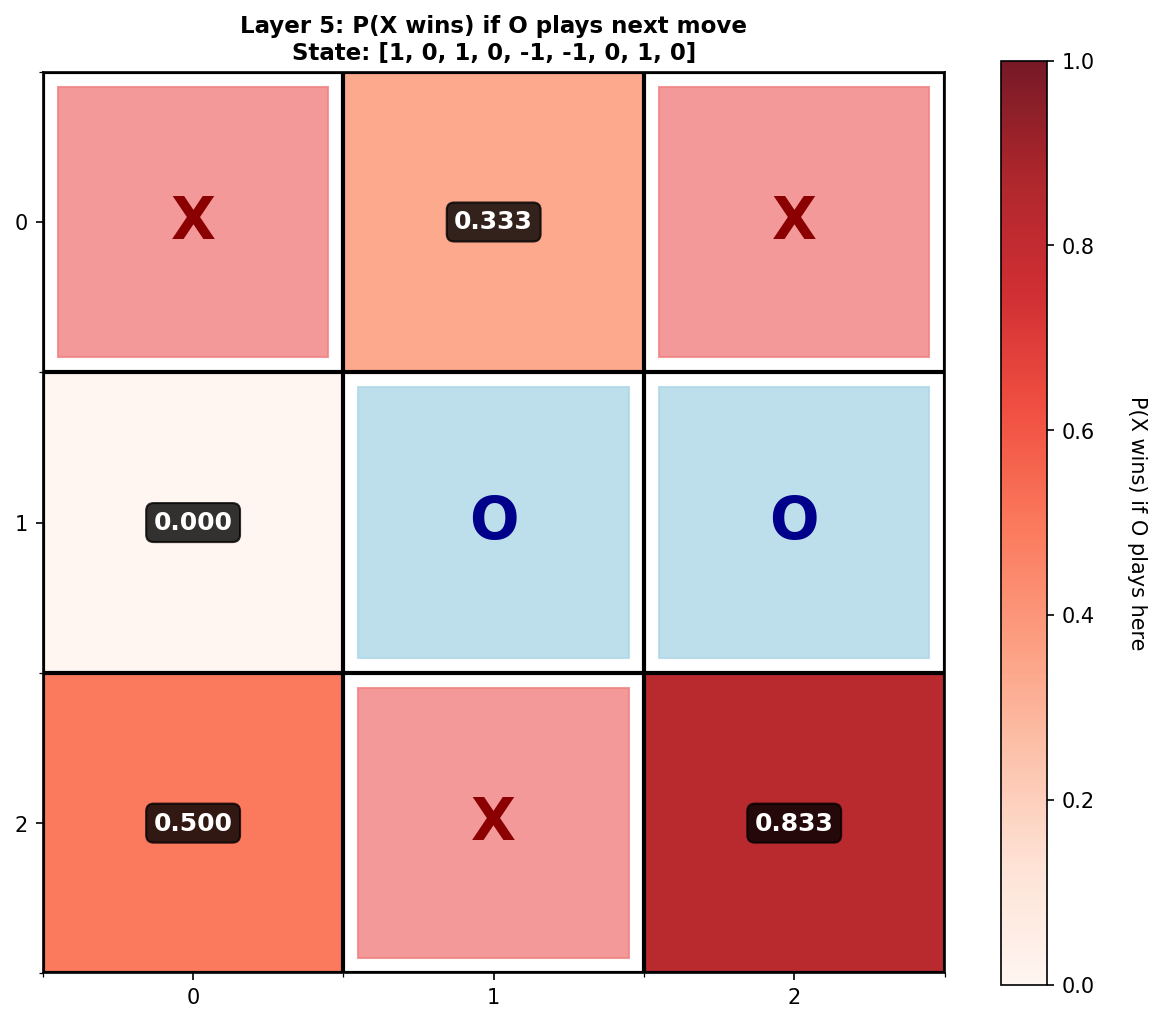 Layer 5: P(X wins) if O plays next move
State: [1, 0, 1, 0, -1, -1, 0, 1, 0]
0
X
0.333
X
1
0.000
O
O
2
0.500
X
0.833
0
1
2
1.0
0.8
0.6
0.4
0.2
0.0
P(X wins) if O plays here